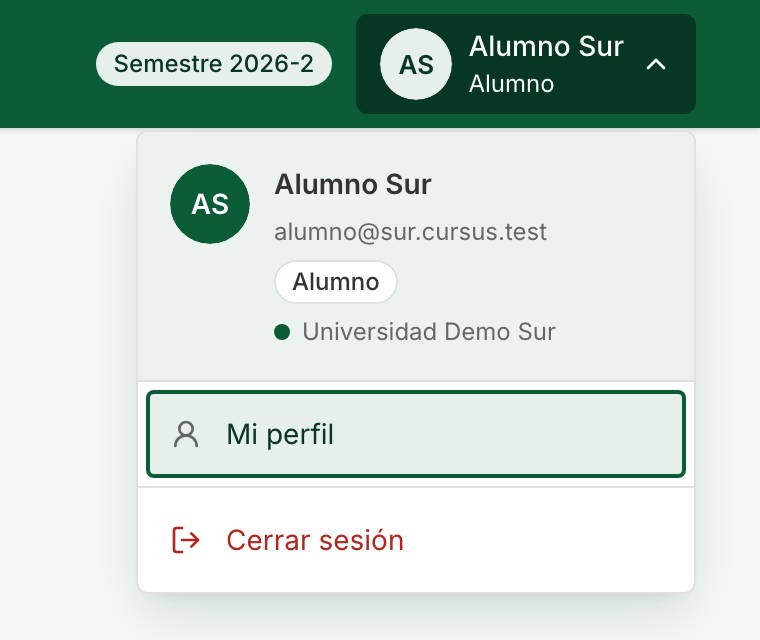 Semestre 2026-2
AS
Alumno Sur
Alumno
AS
Alumno Sur
alumno@sur.cursus.test
Alumno
Universidad Demo Sur
Mi perfil
Cerrar sesión